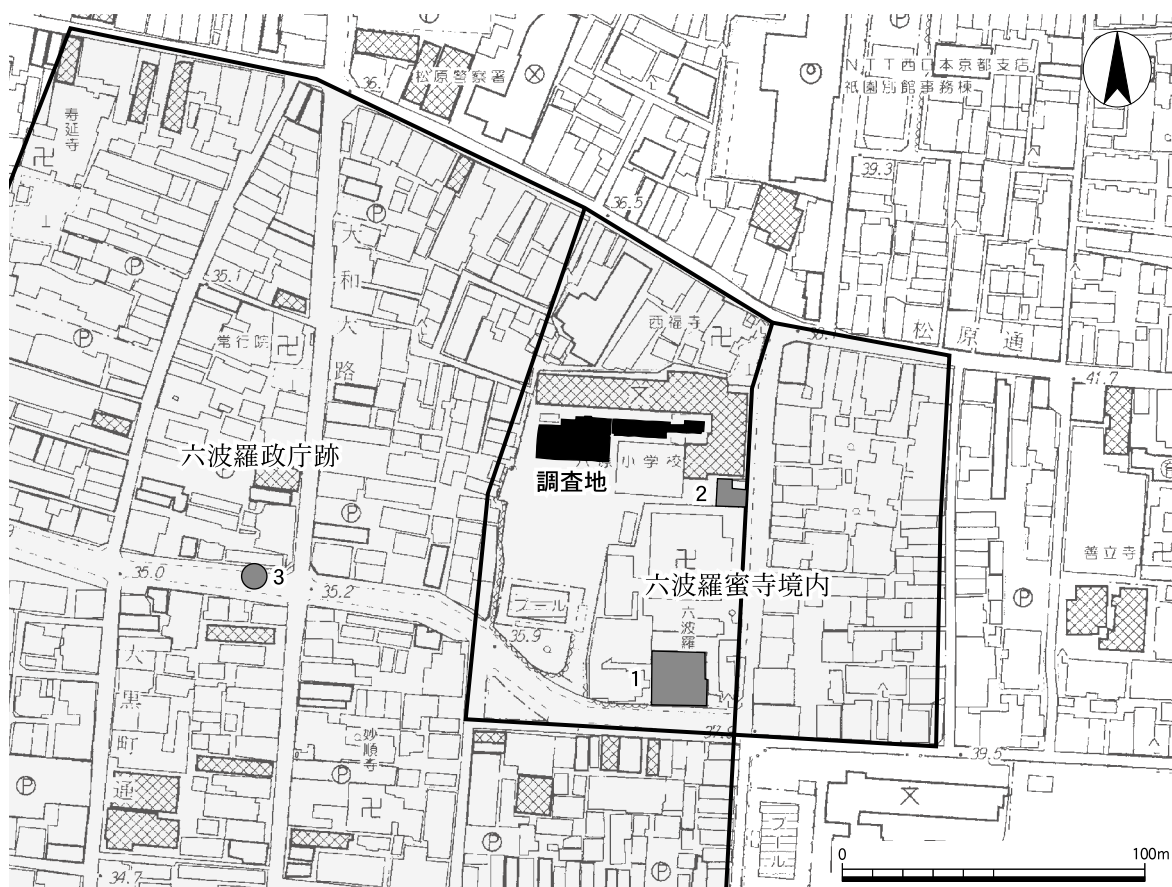 松原警察署
NTT西日本京都支店
祇園別館事務棟
寿延寺
36.5
39.3
大和大路
35.1
西福寺
松原通
41.7
常行院
六波羅政庁跡
六原小学校
調査地
2
善立寺
35.0
3
35.2
六波羅蜜寺境内
プール
六波羅
35.9
1
大黒町通
妙順寺
39.5
プール
34.7
0
100m
P